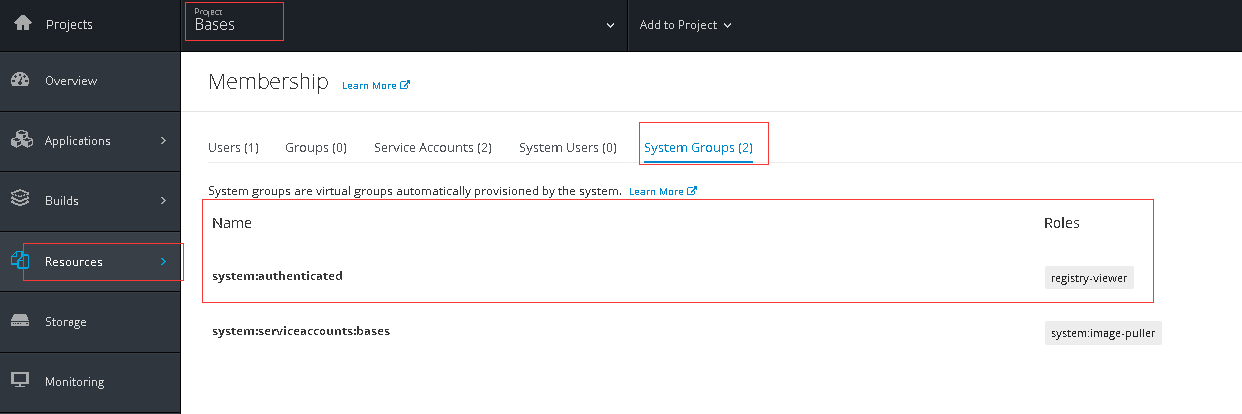 Projects
Project
Bases
Add to Project
Overview
Applications
Builds
Resources
Storage
Monitoring
Membership Learn More
Users (1) Groups (0) Service Accounts (2) System Users (0) System Groups (2)
System groups are virtual groups automatically provisioned by the system. Learn More
Name Roles
system:authenticated registry-viewer
system:serviceaccounts:bases system:image-puller